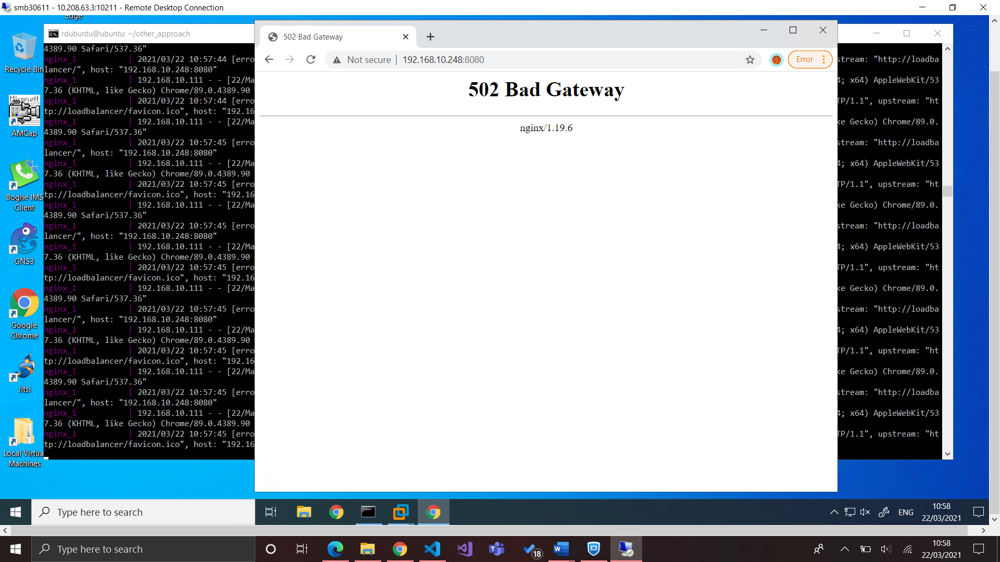 smb30611 - 10.208.63.3:10211 - Remote Desktop Connection
Edge
Recycle Bin
Microsoft
AMCap
Boghe IMS
Client
GNS3
Google
Chrome
Jitsi
Local Virtua
Machines
rdubuntu@ubuntu: ~/other_approach
4389.90 Safari/537.36"
nginx_1 | 2021/03/22 10:57:44 [erro
lancer/", host: "192.168.10.248:8080"
nginx_1 | 192.168.10.111 - - [22/Ma
7.36 (KHTML, like Gecko) Chrome/89.0.4389.90
nginx_1 | 2021/03/22 10:57:44 [erro
tp://loadbalancer/favicon.ico", host: "192.16
nginx_1 | 192.168.10.111 - - [22/Ma
4389.90 Safari/537.36"
nginx_1 | 2021/03/22 10:57:45 [erro
lancer/", host: "192.168.10.248:8080"
nginx_1 | 192.168.10.111 - - [22/Ma
7.36 (KHTML, like Gecko) Chrome/89.0.4389.90
nginx_1 | 2021/03/22 10:57:45 [erro
tp://loadbalancer/favicon.ico", host: "192.16
nginx_1 | 192.168.10.111 - - [22/Ma
4389.90 Safari/537.36"
nginx_1 | 2021/03/22 10:57:45 [erro
lancer/", host: "192.168.10.248:8080"
nginx_1 | 192.168.10.111 - - [22/Ma
7.36 (KHTML, like Gecko) Chrome/89.0.4389.90
nginx_1 | 2021/03/22 10:57:45 [erro
tp://loadbalancer/favicon.ico", host: "192.16
nginx_1 | 192.168.10.111 - - [22/Ma
4389.90 Safari/537.36"
nginx_1 | 2021/03/22 10:57:45 [erro
lancer/", host: "192.168.10.248:8080"
nginx_1 | 192.168.10.111 - - [22/Ma
7.36 (KHTML, like Gecko) Chrome/89.0.4389.90
nginx_1 | 2021/03/22 10:57:45 [erro
tp://loadbalancer/favicon.ico", host: "192.16
nginx_1 | 192.168.10.111 - - [22/Ma
4389.90 Safari/537.36"
nginx_1 | 2021/03/22 10:57:45 [erro
lancer/", host: "192.168.10.248:8080"
nginx_1 | 192.168.10.111 - - [22/Ma
7.36 (KHTML, like Gecko) Chrome/89.0.4389.90
nginx_1 | 2021/03/22 10:57:45 [erro
tp://loadbalancer/favicon.ico", host: "192.16
502 Bad Gateway
Not secure | 192.168.10.248:8080
Error
502 Bad Gateway
nginx/1.19.6
stream: "http://loadba
4; x64) AppleWebKit/53
TP/1.1", upstream: "ht
ke Gecko) Chrome/89.0.
stream: "http://loadba
4; x64) AppleWebKit/53
TP/1.1", upstream: "ht
ke Gecko) Chrome/89.0.
stream: "http://loadba
4; x64) AppleWebKit/53
TP/1.1", upstream: "ht
ke Gecko) Chrome/89.0.
stream: "http://loadba
4; x64) AppleWebKit/53
TP/1.1", upstream: "ht
ke Gecko) Chrome/89.0.
stream: "http://loadba
4; x64) AppleWebKit/53
TP/1.1", upstream: "ht
Type here to search
ENG
10:58
22/03/2021
Type here to search
18
10:58
22/03/2021